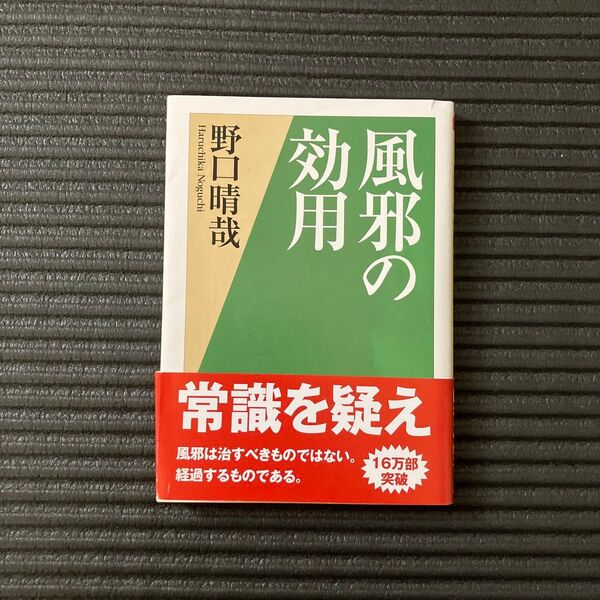 風邪の
効用
野口晴哉
Haruchika Noguchi
常識を疑え
風邪は治すべきものではない。
経過するものである。
16万部
突破